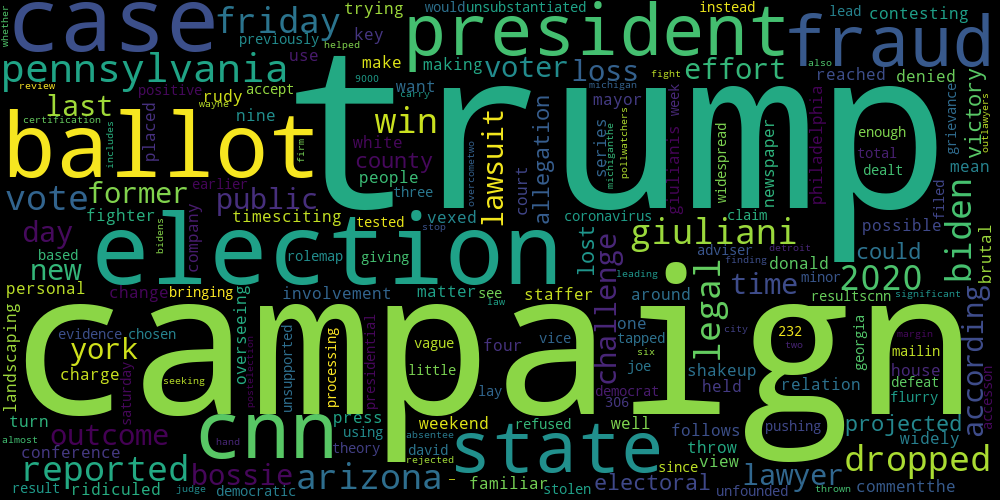 whether
case
friday
trying
would
unsubstantiated
instead
lead
contesting
previously
helped
key
president
fraud
also
pennsylvania
use
make
making
voter
loss
fight
effort
reached
denied
review
positive
rudy
accept
9000
want
michigan
last
wayne
carry
mayor
week
victory
certification
placed
nine
win
allegation
series
widespread
newspaper
philadelphia
enough
grievances
outlawyers
ballot
trump
includes
firm
white
county
court
pollwatchers
total
people
lawsuit
michiganthe
giulianis
dealt
mean
earlier
three
overcometwo
vote
former
public
fighter
timesciting
tested
vexed
coronavirus
claim
filed
possible
day
election
stop
giuliani
biden
brutal
based
bidens
company
rolemap
giving
lost
adviser
detroit
could
new
matter
see
law
leading
finding
donald
minor
2020
personal
change
bringing
involvement
staffer
around
time
resultscnn
significant
landscaping
campaign
challenge
legal
according
evidence
chosen
overseeing
unsupported
processing
presidential
vague
four
vice
one
tapped
city
232
two
georgia
mailin
margin
york
little
joe
six
shakeup
house
accesson
charge
saturday
seeking
postelection
lay
democrat
held
relation
defeat
flurry
306
pushing
turn
cnn
press
weekend
refused
well
follows
projected
outcome
using
absentee
state
throw
widely
almost
conference
hand
theory
david
rejected
since
view
dropped
reported
bossie
arizona
familiar
electoral
lawyer
commentthe
result
ridiculed
judge
democratic
stolen
unfounded
thrown